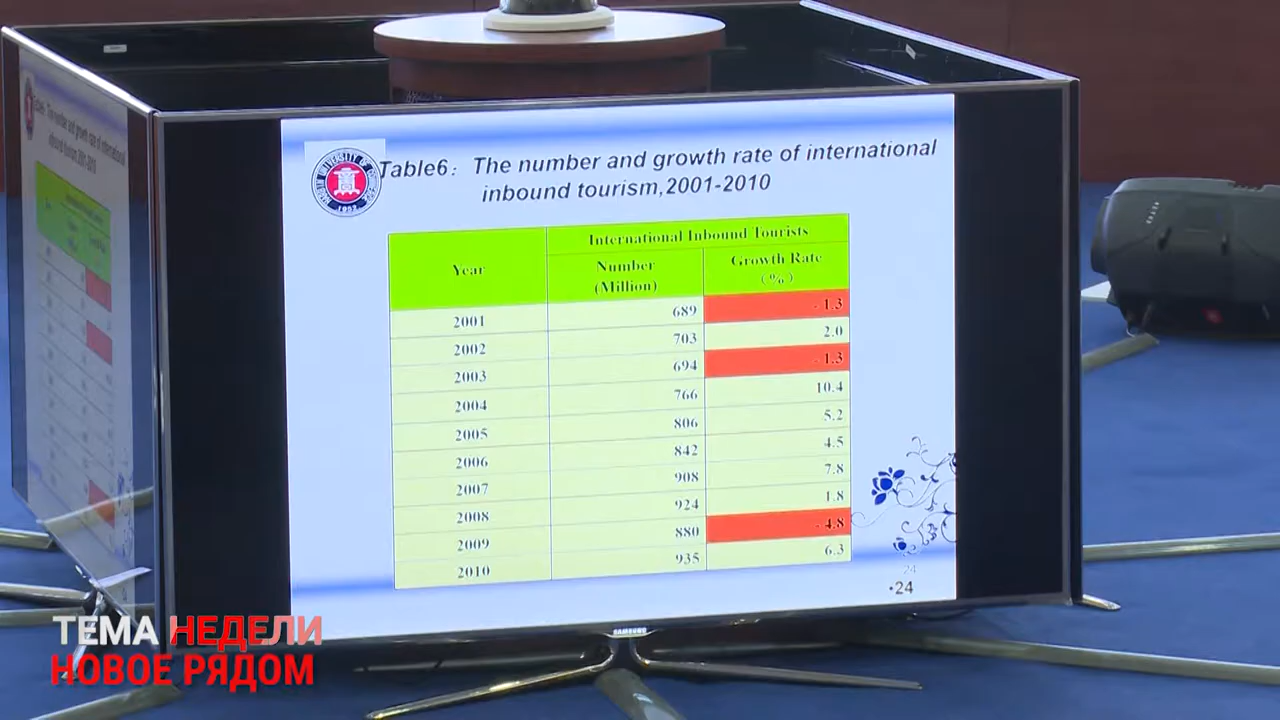 Table6: The number and growth rate of international
inbound tourism,2001-2010
Year
International Inbound Tourists
Number
(Million)
Growth Rate
(%)
2001 689 - 1.3
2002 703 2.0
2003 694 - 1.3
2004 766 10.4
2005 806 5.2
2006 842 4.5
2007 908 7.8
2008 924 1.8
2009 880 - 4.8
2010 935 6.3
24
•24
SAMSUNG
1952
ТЕМА НЕДЕЛИ
НОВОЕ РЯДОМ